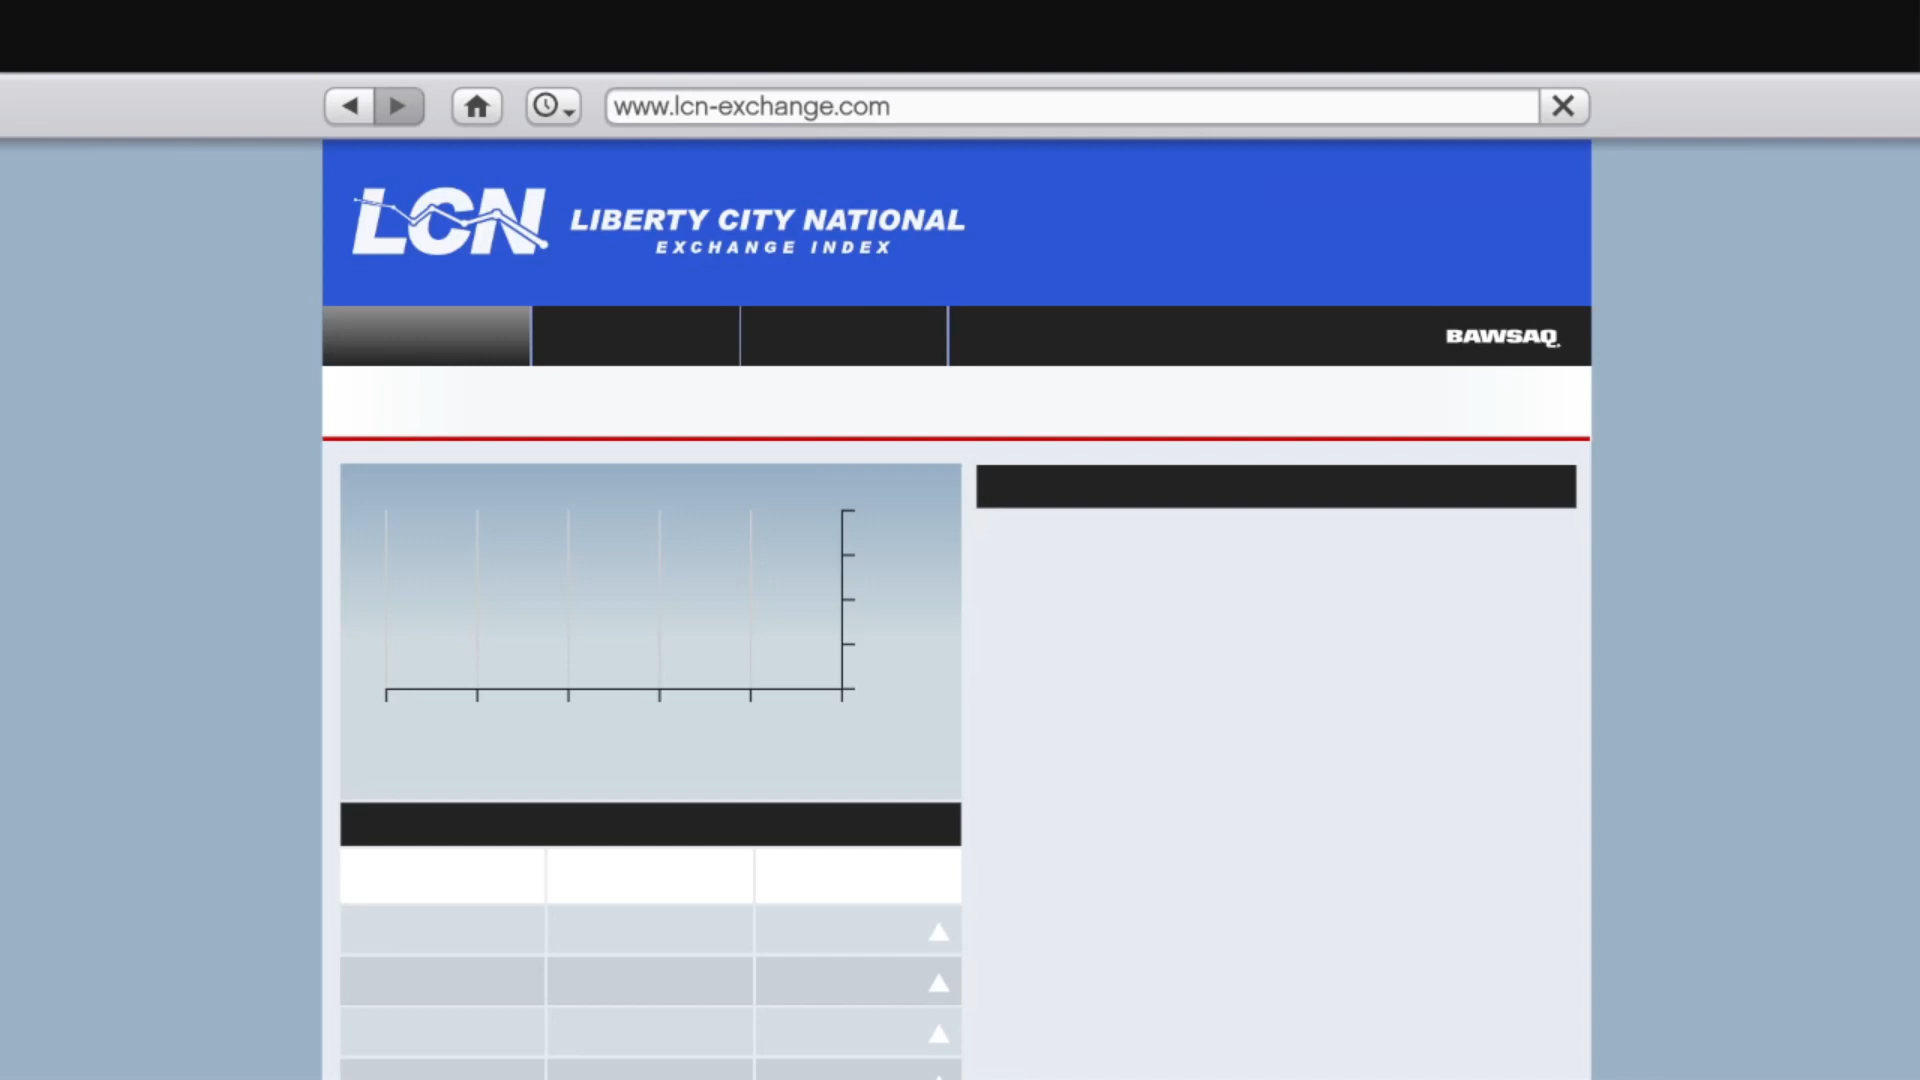 www.lcn-exchange.com
LCN
LIBERTY CITY NATIONAL
EXCHANGE INDEX
BAWSAQ